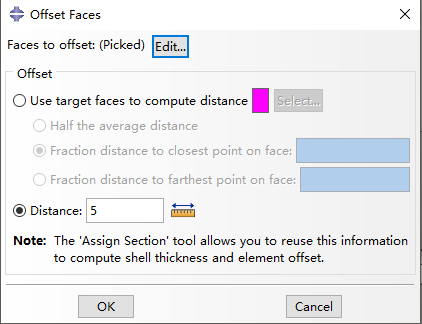 Offset Faces
Faces to offset: (Picked) Edit...
Offset
Use target faces to compute distance Select...
Half the average distance
Fraction distance to closest point on face:
Fraction distance to farthest point on face:
Distance: 5
Note: The 'Assign Section' tool allows you to reuse this information
to compute shell thickness and element offset.
OK Cancel